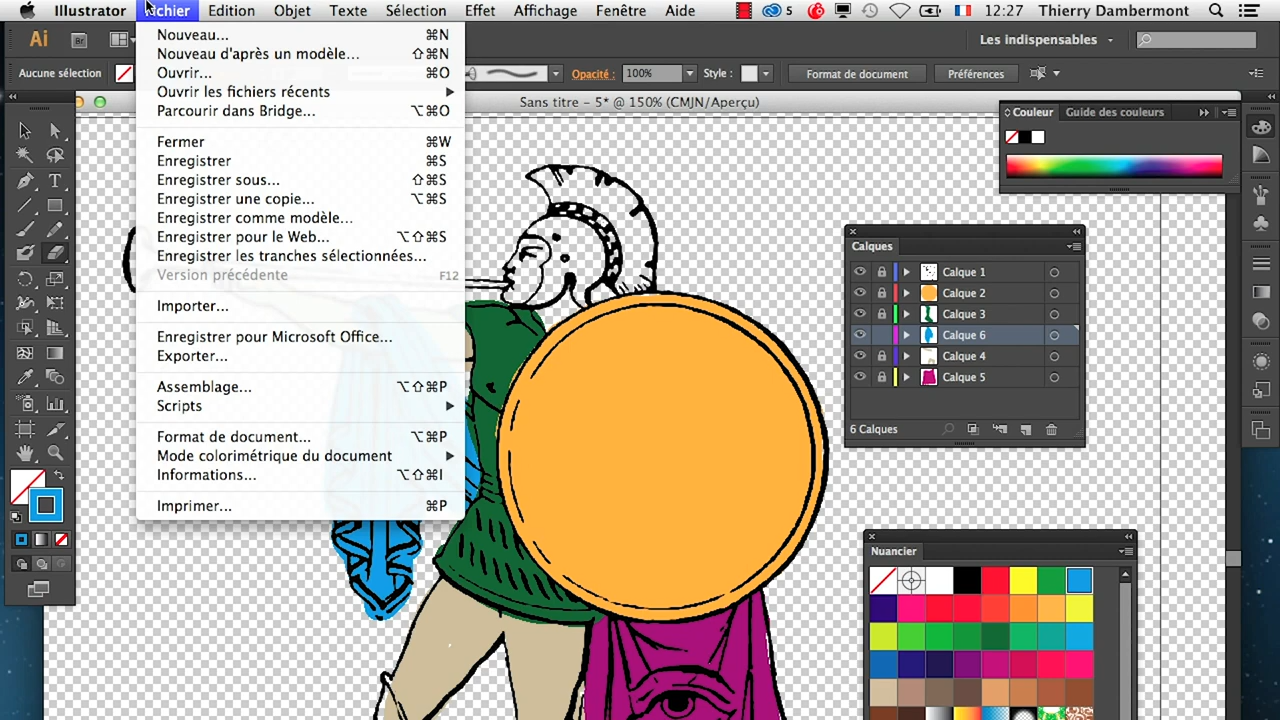 Illustrator Fichier Edition Objet Texte Sélection Effet Affichage Fenêtre Aide 5 12:27 Thierry Dambermont
Ai Br Les indispensables
Aucune sélection Opacité : 100% Style : Format de document Préférences
Sans titre - 5* @ 150% (CMJN/Aperçu)
Nouveau... ⌘N
Nouveau d'après un modèle... ⇧⌘N
Ouvrir... ⌘O
Ouvrir les fichiers récents
Parcourir dans Bridge... ⌥⌘O
Fermer ⌘W
Enregistrer ⌘S
Enregistrer sous... ⇧⌘S
Enregistrer une copie... ⌥⌘S
Enregistrer comme modèle...
Enregistrer pour le Web... ⌥⇧⌘S
Enregistrer les tranches sélectionnées...
Version précédente F12
Importer...
Enregistrer pour Microsoft Office...
Exporter...
Assemblage... ⌥⇧⌘P
Scripts
Format de document... ⌥⌘P
Mode colorimétrique du document
Informations... ⌥⇧⌘I
Imprimer... ⌘P
Couleur Guide des couleurs
Calques
Calque 1
Calque 2
Calque 3
Calque 6
Calque 4
Calque 5
6 Calques
Nuancier